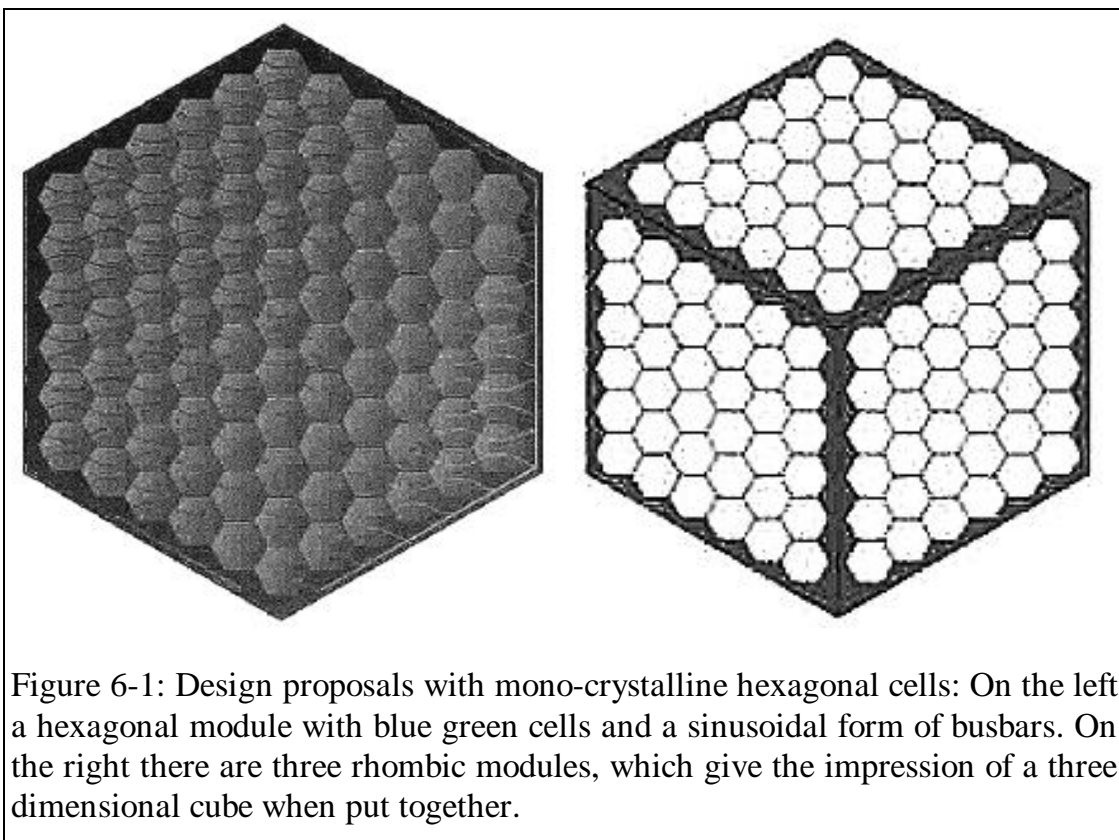 Figure 6-1: Design proposals with mono-crystalline hexagonal cells: On the left
a hexagonal module with blue green cells and a sinusoidal form of busbars. On
the right there are three rhombic modules, which give the impression of a three
dimensional cube when put together.